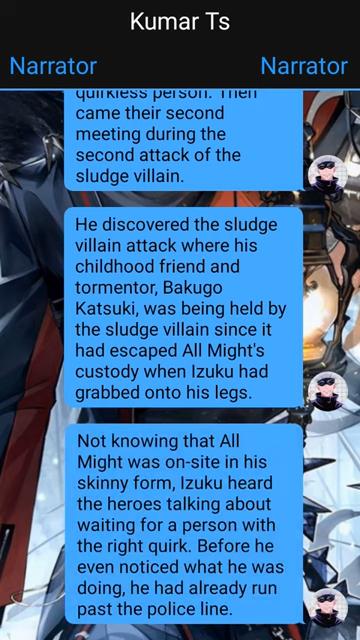 Kumar Ts
Narrator Narrator
quirkless person. Then
came their second
meeting during the
second attack of the
sludge villain.
He discovered the sludge
villain attack where his
childhood friend and
tormentor, Bakugo
Katsuki, was being held by
the sludge villain since it
had escaped All Might's
custody when Izuku had
grabbed onto his legs.
Not knowing that All
Might was on-site in his
skinny form, Izuku heard
the heroes talking about
waiting for a person with
the right quirk. Before he
even noticed what he was
doing, he had already run
past the police line.